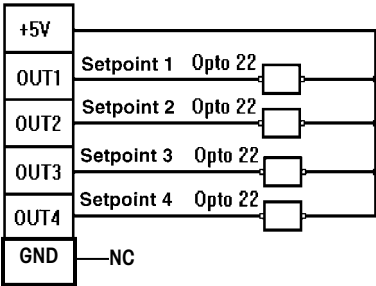 +5V
OUT1 Setpoint 1 Opto 22
OUT2 Setpoint 2 Opto 22
OUT3 Setpoint 3 Opto 22
OUT4 Setpoint 4 Opto 22
GND NC